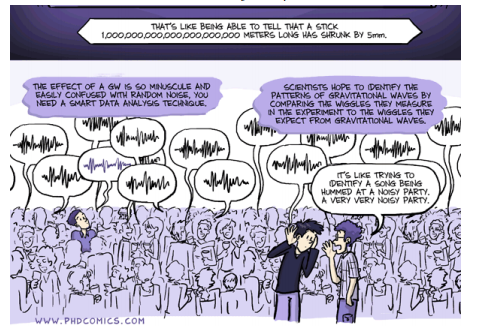 THAT'S LIKE BEING ABLE TO TELL THAT A STICK
1,000,000,000,000,000,000,000 METERS LONG HAS SHRUNK BY 5mm.
THE EFFECT OF A GW IS SO MINUSCULE AND
EASILY CONFUSED WITH RANDOM NOISE, YOU
NEED A SMART DATA ANALYSIS TECHNIQUE.
SCIENTISTS HOPE TO IDENTIFY THE
PATTERNS OF GRAVITATIONAL WAVES BY
COMPARING THE WIGGLES THEY MEASURE
IN THE EXPERIMENT TO THE WIGGLES THEY
EXPECT FROM GRAVITATIONAL WAVES.
IT'S LIKE TRYING TO
IDENTIFY A SONG BEING
HUMMED AT A NOISY PARTY.
A VERY VERY NOISY PARTY.
WWW.PHDCOMICS.COM